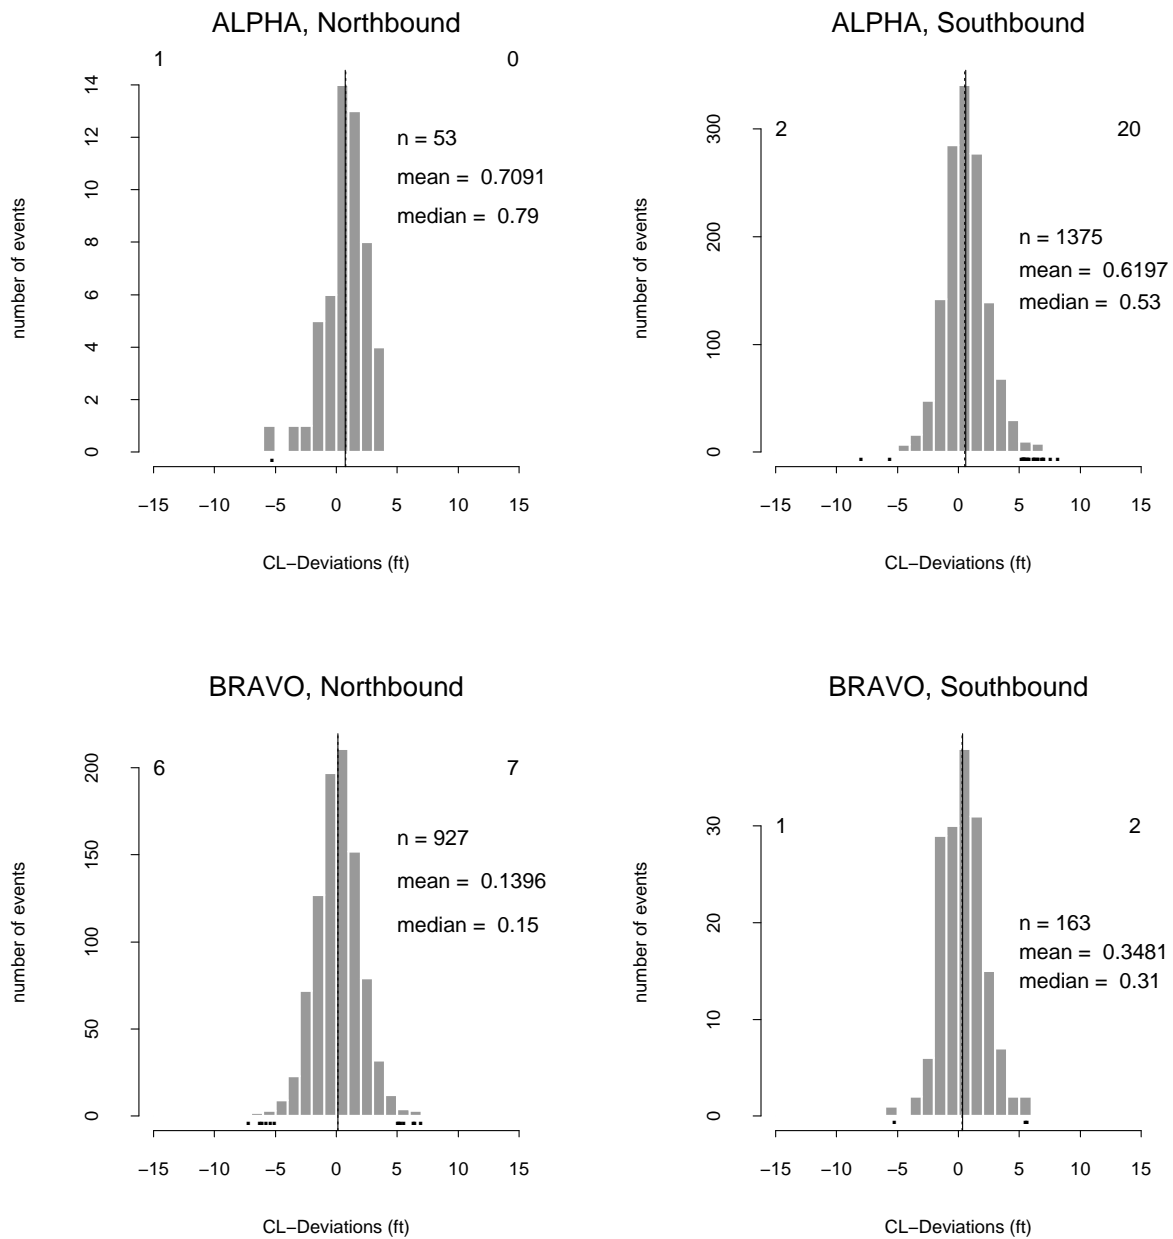 ALPHA, Northbound
1 0
number of events
14
12
10
8
6
4
2
0
n = 53
mean = 0.7091
median = 0.79
−15 −10 −5 0 5 10 15
CL−Deviations (ft)
ALPHA, Southbound
2 20
number of events
300
200
100
0
n = 1375
mean = 0.6197
median = 0.53
−15 −10 −5 0 5 10 15
CL−Deviations (ft)
BRAVO, Northbound
6 7
number of events
200
150
100
50
0
n = 927
mean = 0.1396
median = 0.15
−15 −10 −5 0 5 10 15
CL−Deviations (ft)
BRAVO, Southbound
1 2
number of events
30
20
10
0
n = 163
mean = 0.3481
median = 0.31
−15 −10 −5 0 5 10 15
CL−Deviations (ft)